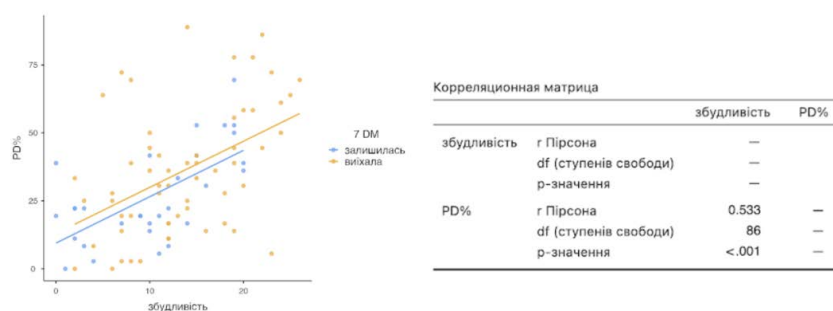 75
50
25
0
PD%
0
10
20
збудливість
7 DM
залишилась
виїхала
Корреляционная матрица
збудливість PD%
збудливість r Пірсона — 
df (ступенів свободи) —
p-значення —
PD% r Пірсона 0.533 —
df (ступенів свободи) 86 —
p-значення <.001 —